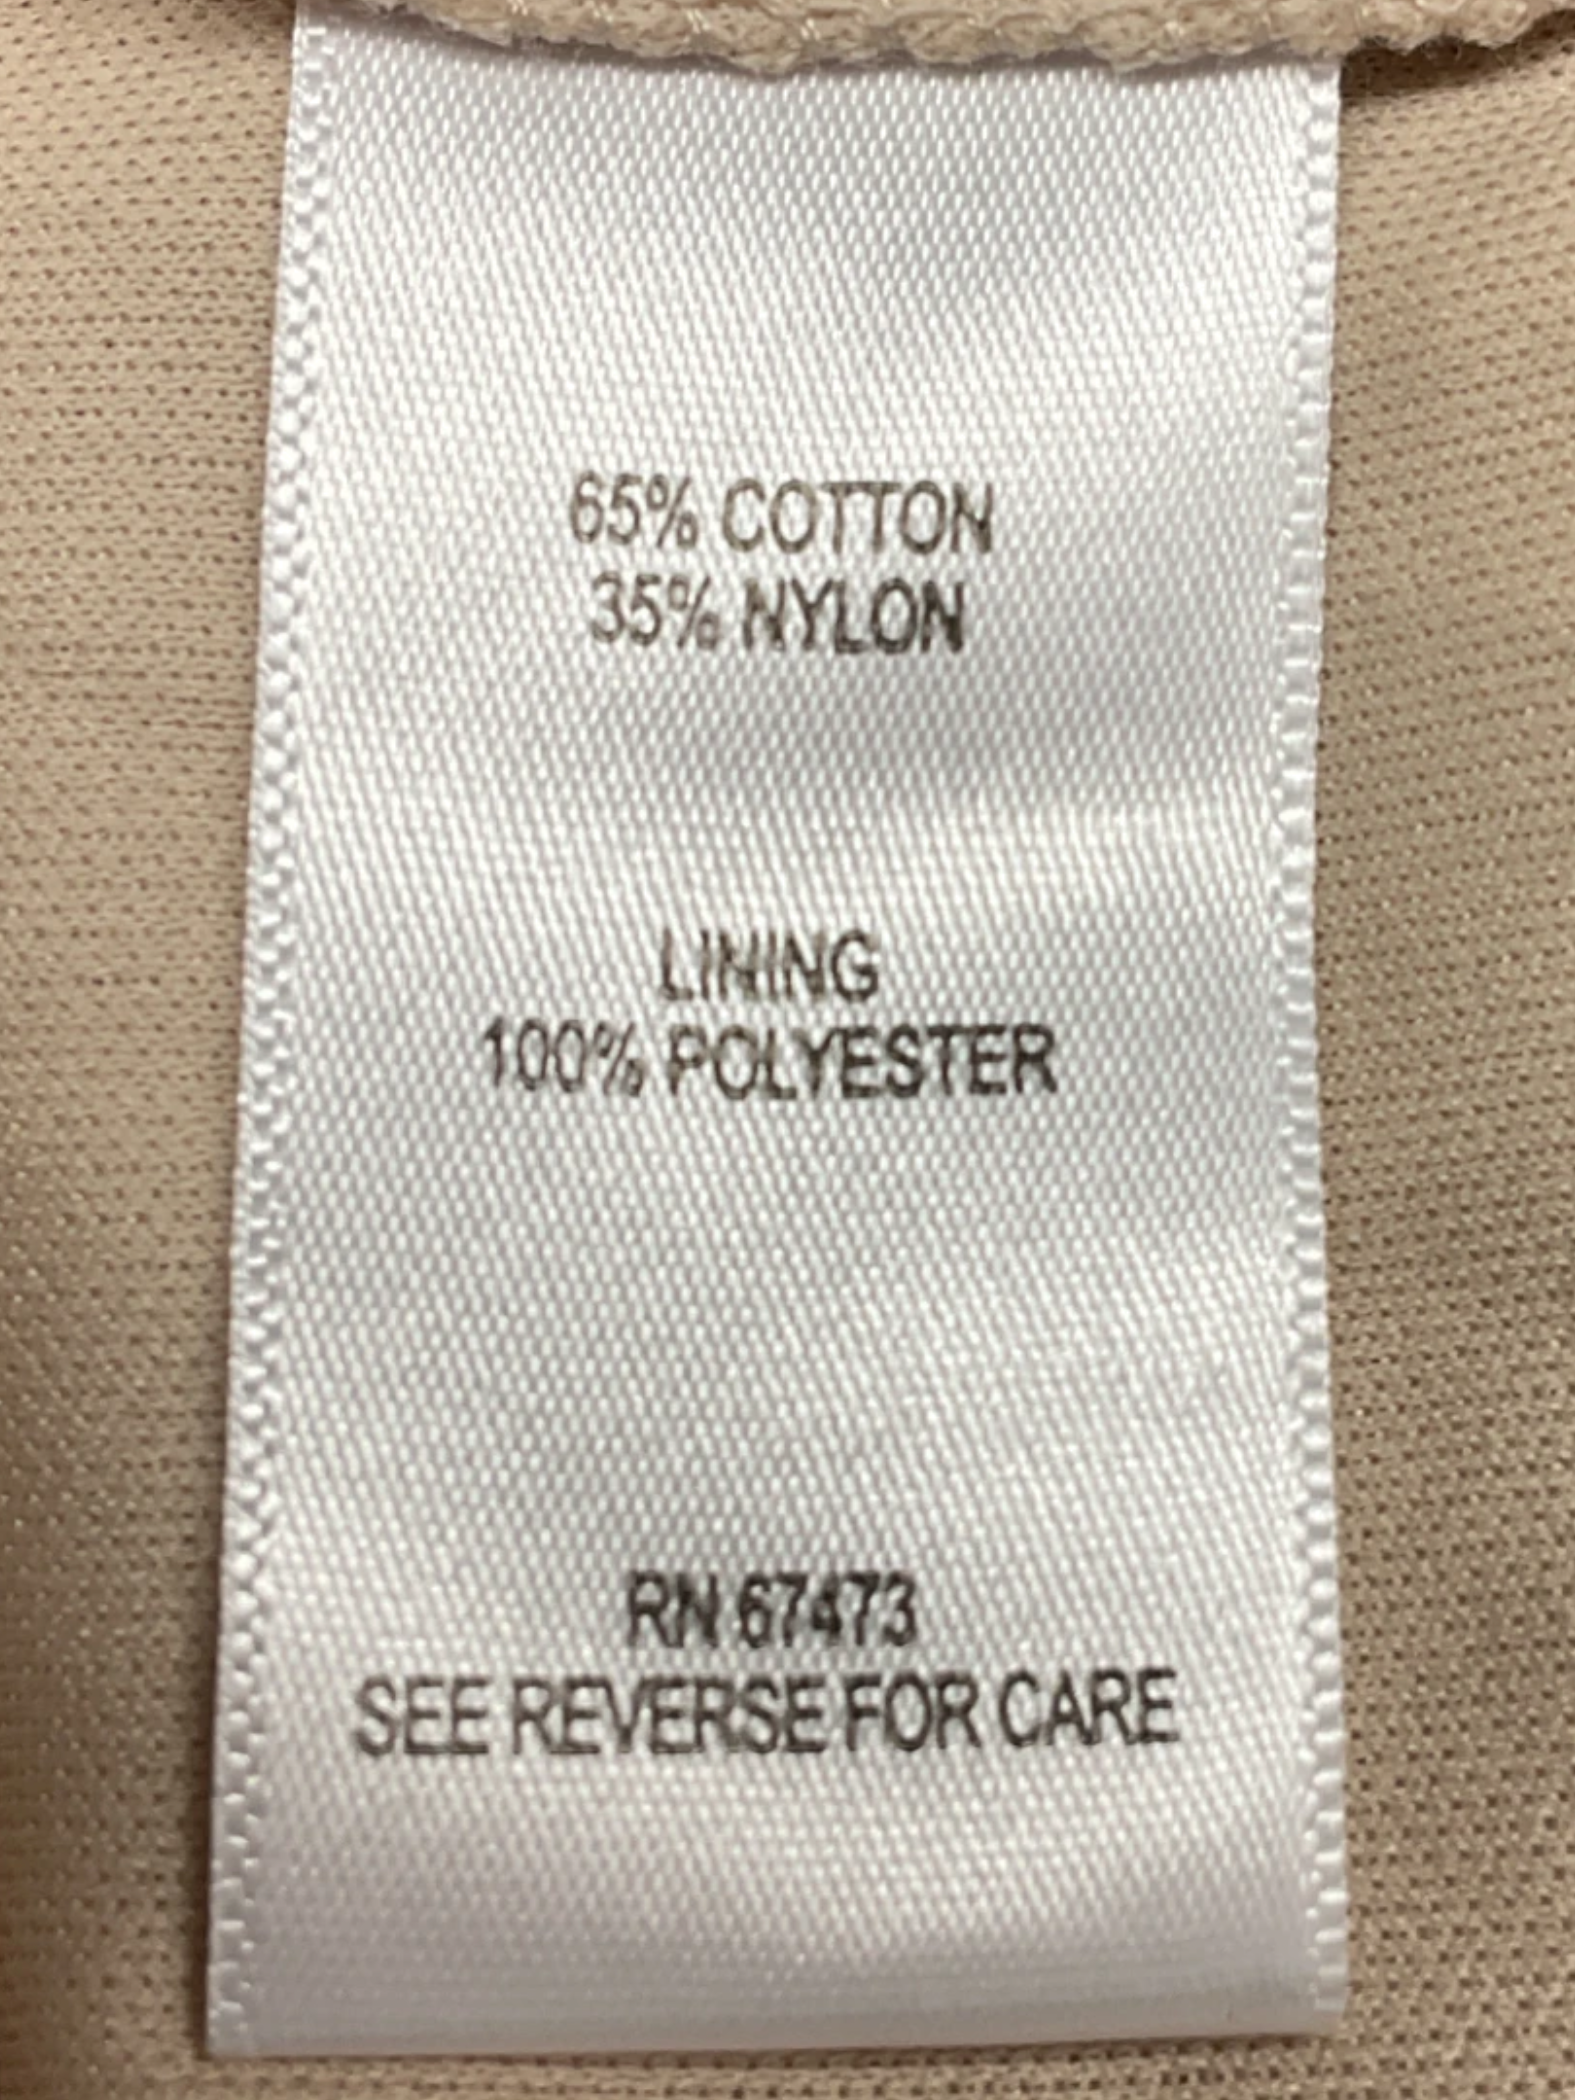 65% COTTON
35% NYLON
LINING
100% POLYESTER
RN 67473
SEE REVERSE FOR CARE